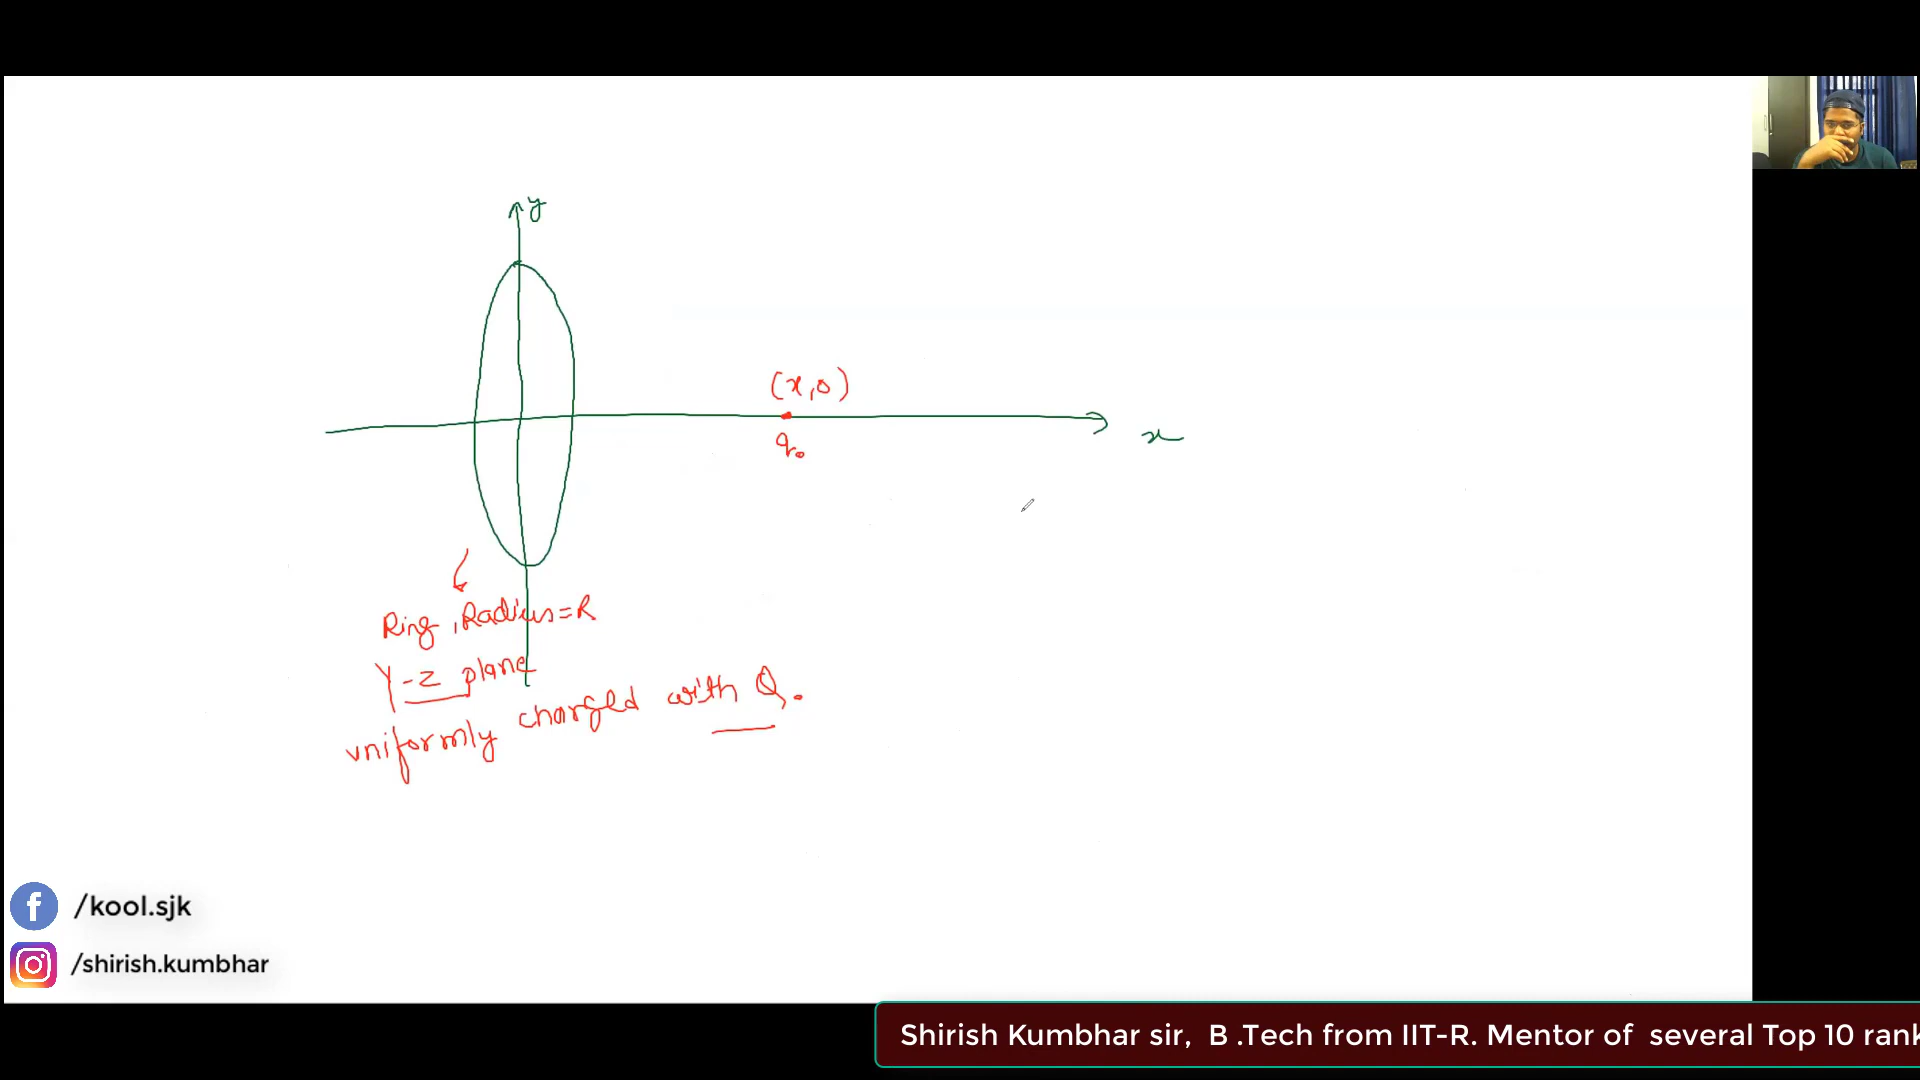 y
(x,0)
x
q₀
Ring, Radius=R
Y-Z plane
uniformly charged with Q.
/kool.sjk
/shirish.kumbhar
Shirish Kumbhar sir, B .Tech from IIT-R. Mentor of several Top 10 rank